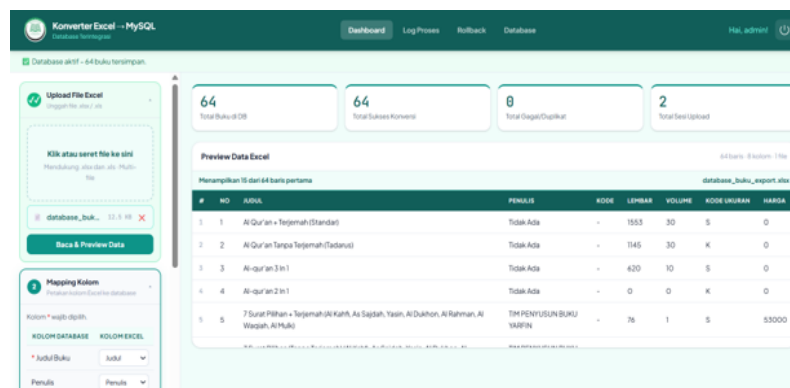 Konverter Excel → MySQL
Database Terintegrasi
Dashboard
Log Proses
Rollback
Database
Hai, admin!
Database aktif - 64 buku tersimpan.
Upload File Excel
Unggah file .xlsx / .xls
Klik atau seret file ke sini
Mendukung .xlsx dan .xls · Multi-
file
database_buk... 12.5 KB
Baca & Preview Data
2
Mapping Kolom
Petakan kolom Excel ke database.
Kolom * wajib dipilih.
KOLOM DATABASE KOLOM EXCEL
* Judul Buku Judul
Penulis Penulis
64
Total Buku di DB
64
Total Sukses Konversi
0
Total Gagal/Duplikat
2
Total Sesi Upload
Preview Data Excel
64 baris · 8 kolom · 1 file
Menampilkan 15 dari 64 baris pertama
database_buku_export.xlsx
# NO JUDUL PENULIS KODE LEMBAR VOLUME KODE UKURAN HARGA
1 Al Qur'an + Terjemah (Standar) Tidak Ada - 1553 30 S 0
2 2 Al Qur'an Tanpa Terjemah (Tadarus) Tidak Ada - 1145 30 K 0
3 3 Al-qur'an 3 In 1 Tidak Ada - 620 10 S 0
4 4 Al-qur'an 2 In 1 Tidak Ada - 0 0 K 0
5 5 7 Surat Pilihan + Terjemah (Al Kahfi, As Sajdah, Yasin, Al Dukhon, Al Rahman, Al
Waqiah, Al Mulk) TIM PENYUSUN BUKU
YARFIN - 76 1 S 53000